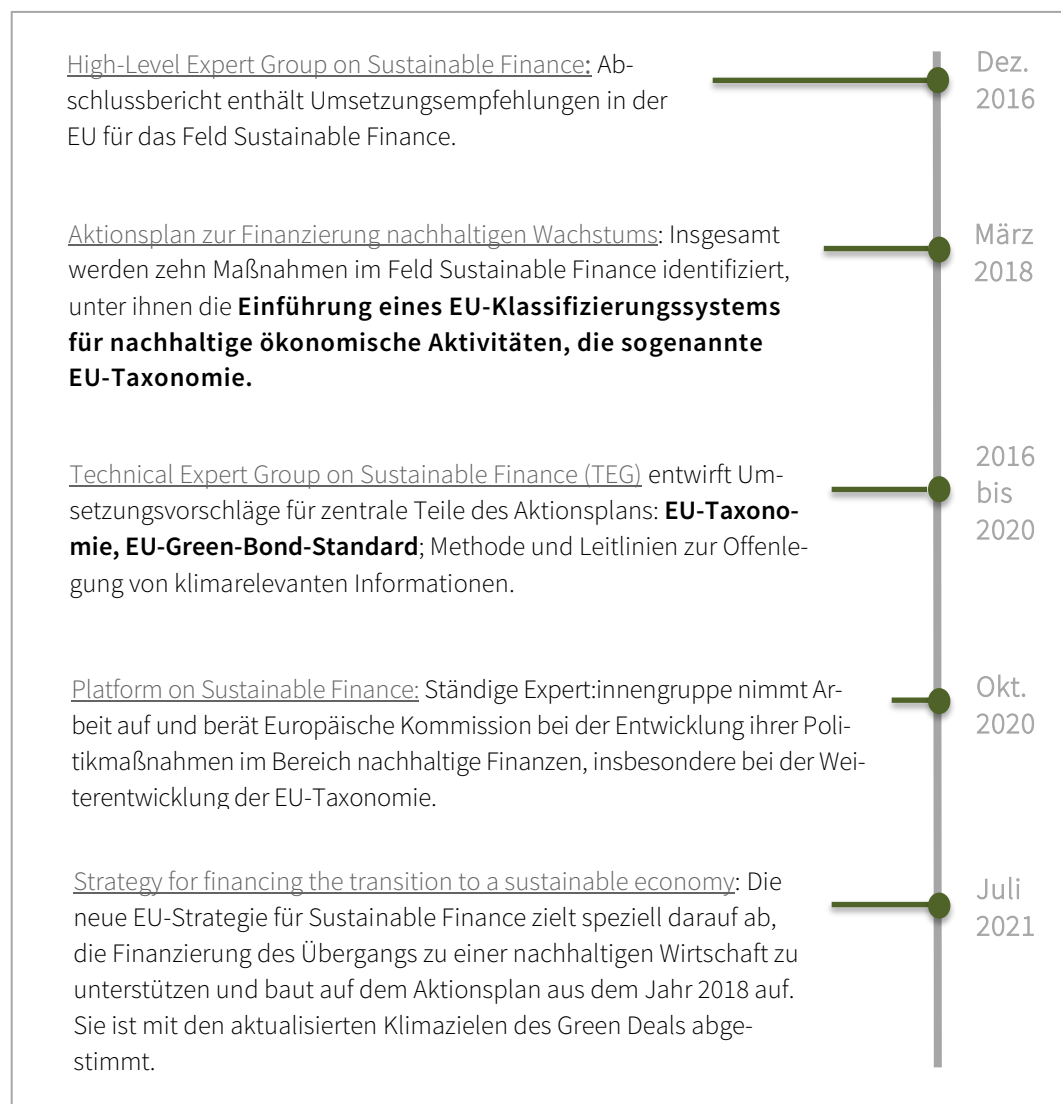 High-Level Expert Group on Sustainable Finance: Ab-
schlussbericht enthält Umsetzungsempfehlungen in der
EU für das Feld Sustainable Finance.
Dez.
2016
Aktionsplan zur Finanzierung nachhaltigen Wachstums: Insgesamt
werden zehn Maßnahmen im Feld Sustainable Finance identifiziert,
unter ihnen die Einführung eines EU-Klassifizierungssystems
für nachhaltige ökonomische Aktivitäten, die sogenannte
EU-Taxonomie.
März
2018
Technical Expert Group on Sustainable Finance (TEG) entwirft Um-
setzungsvorschläge für zentrale Teile des Aktionsplans: EU-Taxono-
mie, EU-Green-Bond-Standard; Methode und Leitlinien zur Offenle-
gung von klimarelevanten Informationen.
2016
bis
2020
Platform on Sustainable Finance: Ständige Expert:innengruppe nimmt Ar-
beit auf und berät Europäische Kommission bei der Entwicklung ihrer Poli-
tikmaßnahmen im Bereich nachhaltige Finanzen, insbesondere bei der Wei-
terentwicklung der EU-Taxonomie.
Okt.
2020
Strategy for financing the transition to a sustainable economy: Die
neue EU-Strategie für Sustainable Finance zielt speziell darauf ab,
die Finanzierung des Übergangs zu einer nachhaltigen Wirtschaft zu
unterstützen und baut auf dem Aktionsplan aus dem Jahr 2018 auf.
Sie ist mit den aktualisierten Klimazielen des Green Deals abge-
stimmt.
Juli
2021